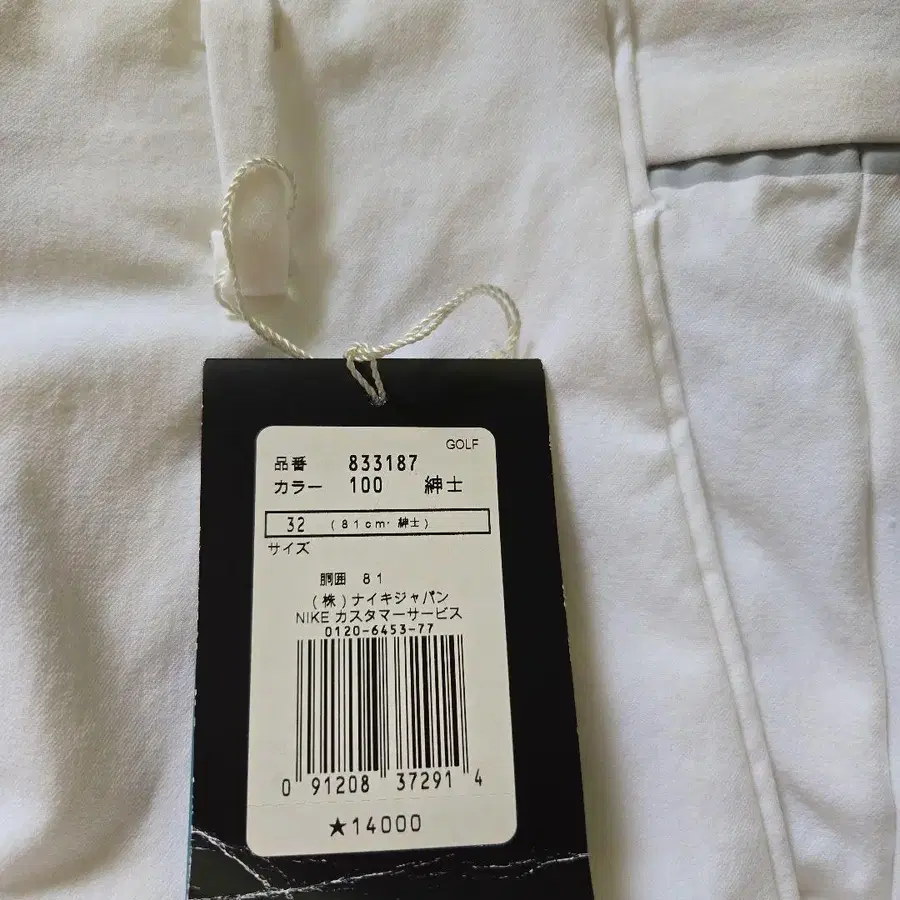 GOLF
品番 833187
カラー 100 紳士
32 (81cm・紳士)
サイズ
胴囲 81
(株)ナイキジャパン
NIKE カスタマーサービス
0120-6453-77
0 91208 37291 4
★14000